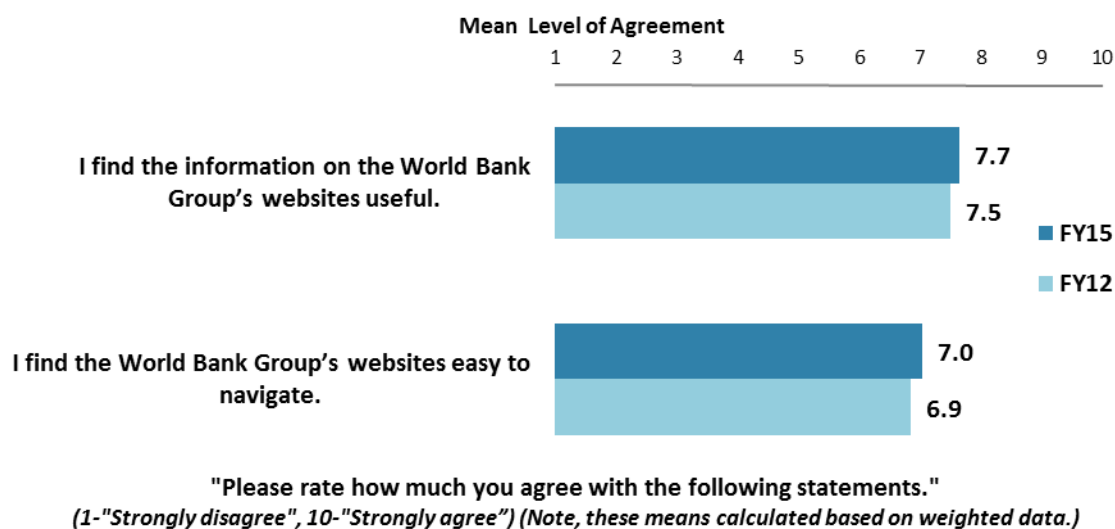 Mean Level of Agreement
1 2 3 4 5 6 7 8 9 10
I find the information on the World Bank
Group’s websites useful.
7.7
7.5
FY15
FY12
I find the World Bank Group’s websites easy to
navigate.
7.0
6.9
"Please rate how much you agree with the following statements."
(1-"Strongly disagree", 10-"Strongly agree”) (Note, these means calculated based on weighted data.)